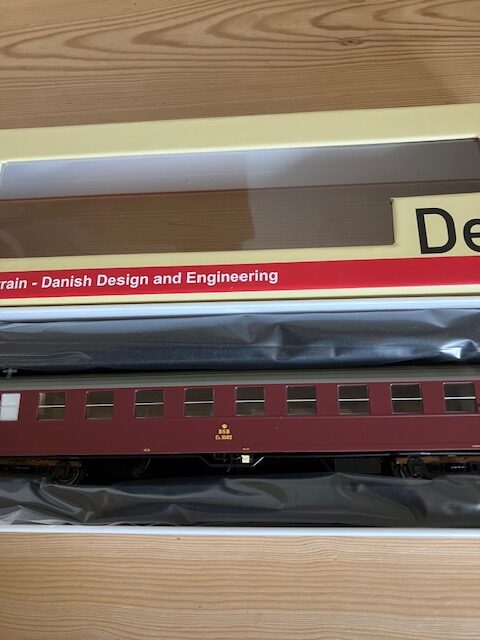 De
rain - Danish Design and Engineering
DSB